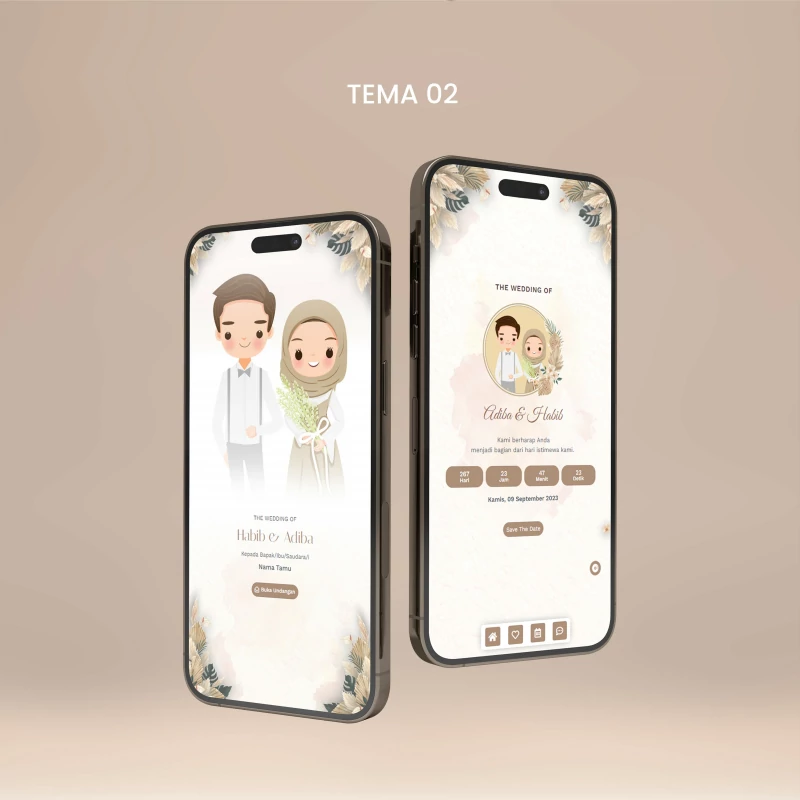 TEMA 02
THE WEDDING OF
Habib & Adiba
Kepada Bapak/Ibu/Saudara/i
Nama Tamu
Buka Undangan
THE WEDDING OF
Adiba & Habib
Kami berharap Anda
menjadi bagian dari hari istimewa kami.
267 23 47 33
Hari Jam Menit Detik
Kamis, 09 September 2023
Save The Date